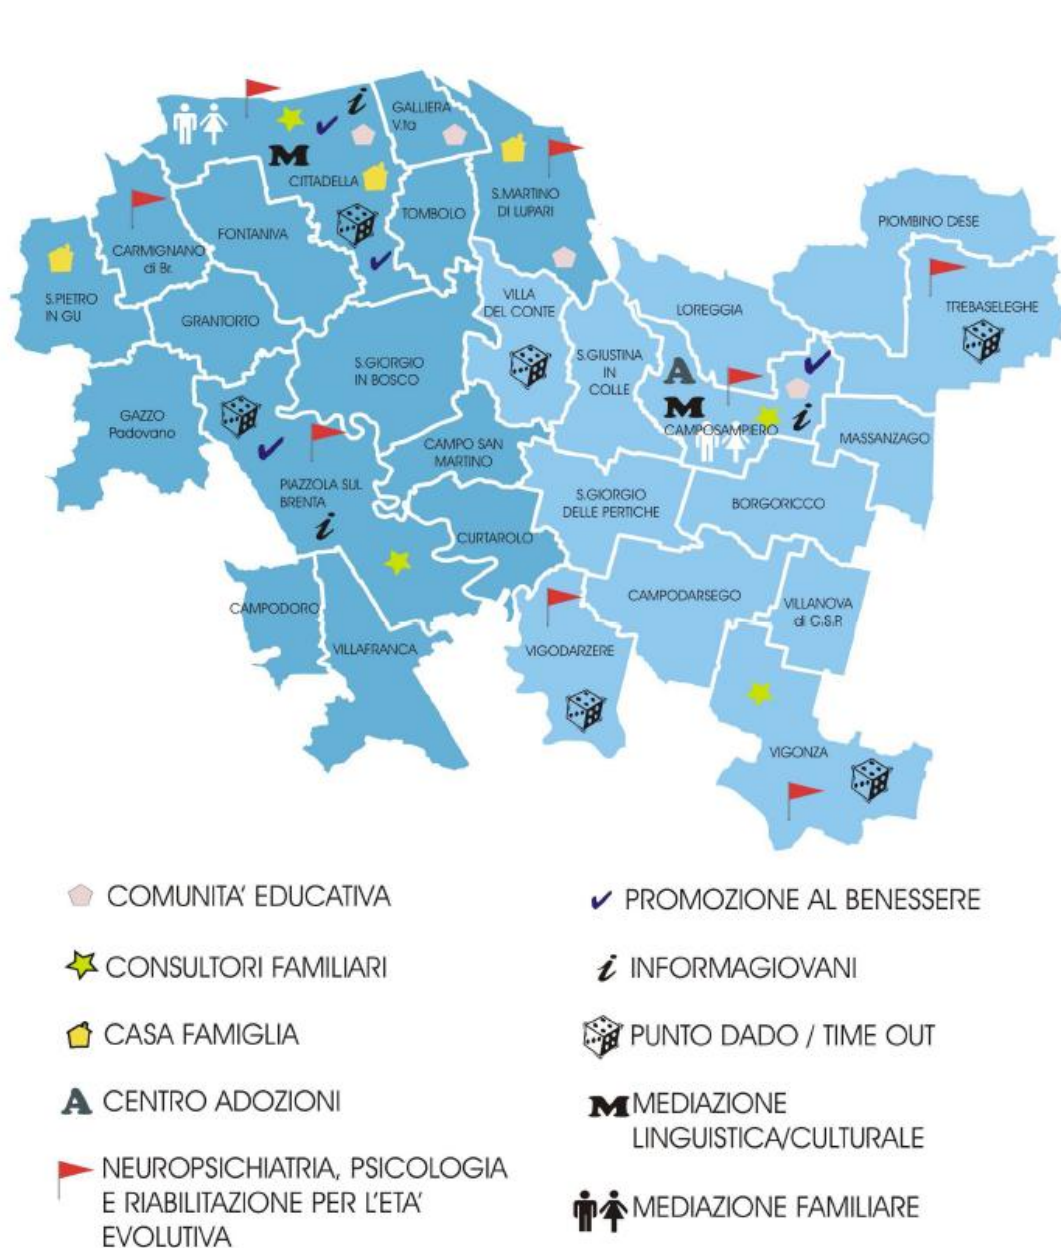 GALLIERA
V.ta
i
M
CITTADELLA
S.MARTINO
DI LUPARI
TOMBOLO
FONTANIVA
CARMIGNANO
di Br.
PIOMBINO DESE
S.PIETRO
IN GU
GRANTORTO
VILLA
DEL CONTE
LOREGGIA
TREBASELEGHE
S.GIORGIO
IN BOSCO
S.GIUSTINA
IN
COLLE
A
M
i
CAMPOSAMPIERO
GAZZO
Padovano
CAMPO SAN
MARTINO
MASSANZAGO
PIAZZOLA SUL
BRENTA
i
S.GIORGIO
DELLE PERTICHE
BORGORICCO
CURTAROLO
CAMPODORO
CAMPODARSEGO
VILLANOVA
di C.S.P.
VILLAFRANCA
VIGODARZERE
VIGONZA
COMUNITA' EDUCATIVA
CONSULTORI FAMILIARI
CASA FAMIGLIA
A CENTRO ADOZIONI
NEUROPSICHIATRIA, PSICOLOGIA
E RIABILITAZIONE PER L'ETA'
EVOLUTIVA
PROMOZIONE AL BENESSERE
i INFORMAGIOVANI
PUNTO DADO / TIME OUT
M MEDIAZIONE
LINGUISTICA/CULTURALE
MEDIAZIONE FAMILIARE